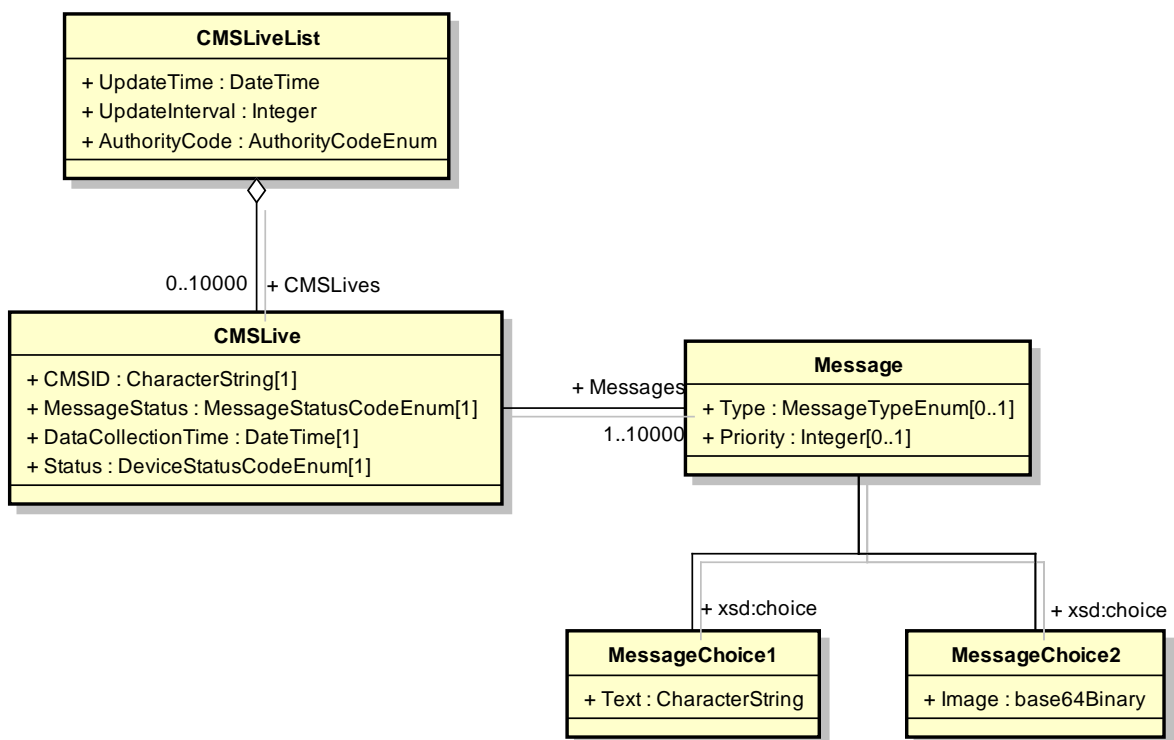 CMSLiveList
+ UpdateTime : DateTime
+ UpdateInterval : Integer
+ AuthorityCode : AuthorityCodeEnum
0..10000
+ CMSLives
CMSLive
+ CMSID : CharacterString[1]
+ MessageStatus : MessageStatusCodeEnum[1]
+ DataCollectionTime : DateTime[1]
+ Status : DeviceStatusCodeEnum[1]
+ Messages
1..10000
Message
+ Type : MessageTypeEnum[0..1]
+ Priority : Integer[0..1]
+ xsd:choice
+ xsd:choice
MessageChoice1
+ Text : CharacterString
MessageChoice2
+ Image : base64Binary